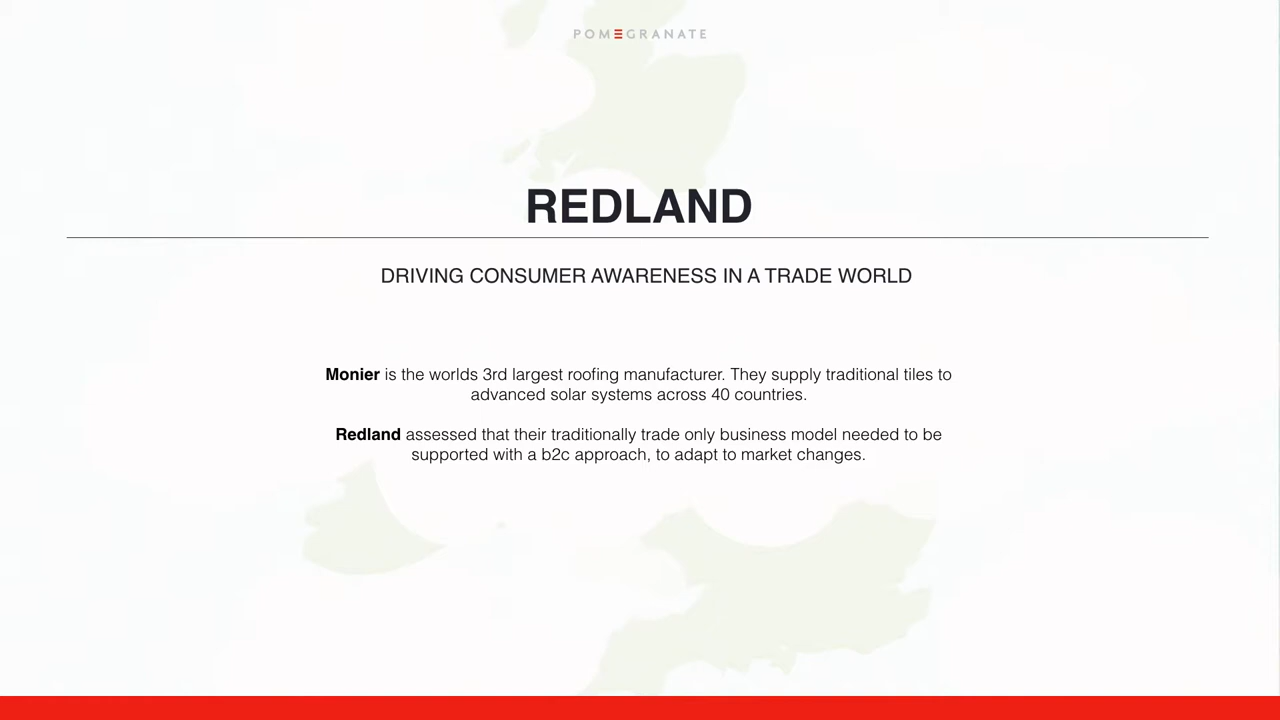 POMEGRANATE
REDLAND
DRIVING CONSUMER AWARENESS IN A TRADE WORLD
Monier is the worlds 3rd largest roofing manufacturer. They supply traditional tiles to
advanced solar systems across 40 countries.
Redland assessed that their traditionally trade only business model needed to be
supported with a b2c approach, to adapt to market changes.